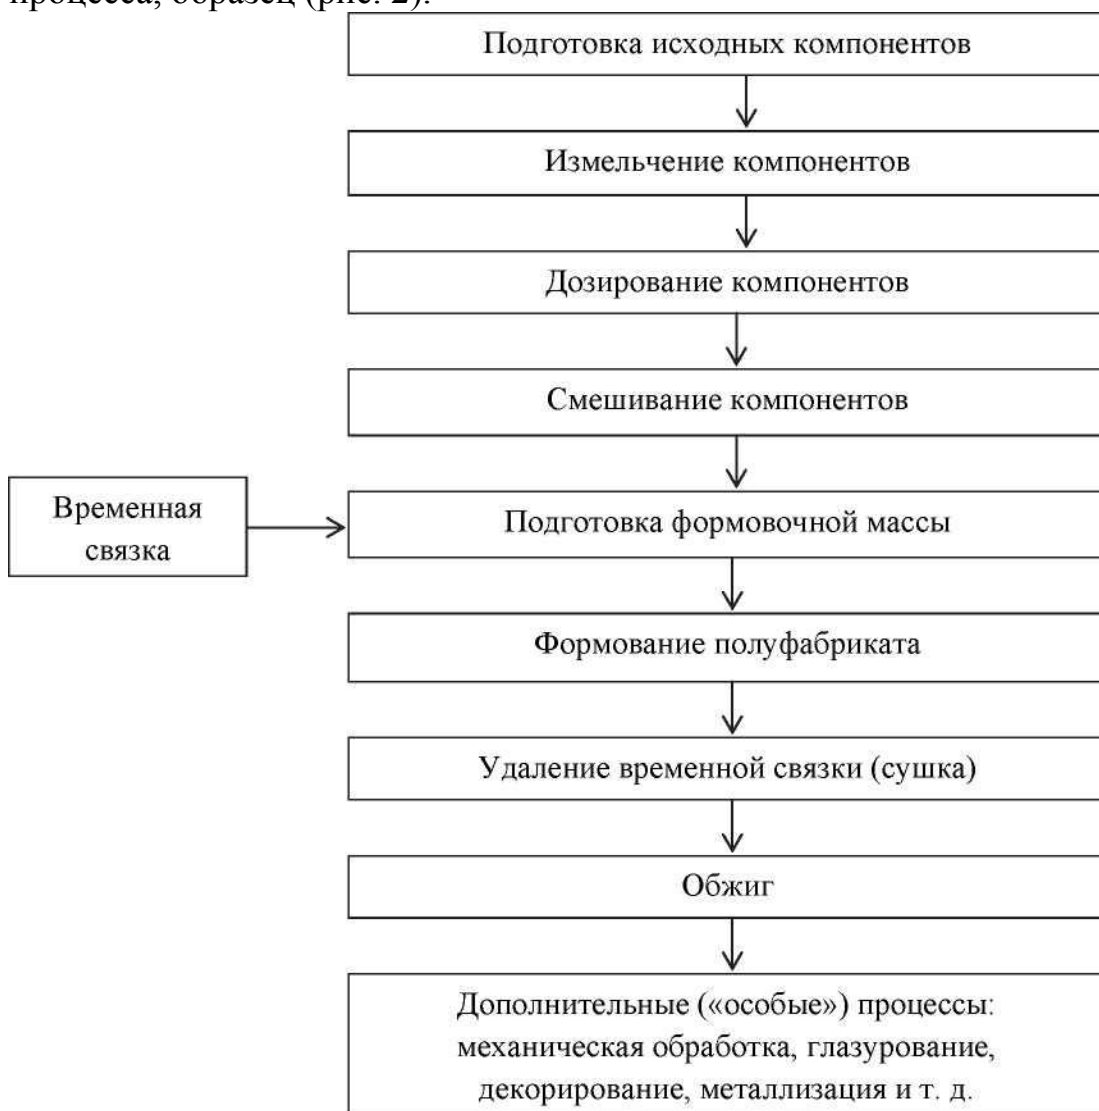 процесса, образец (рис. 2).
Подготовка исходных компонентов
Измельчение компонентов
Дозирование компонентов
Смешивание компонентов
Временная
связка
Подготовка формовочной массы
Формование полуфабриката
Удаление временной связки (сушка)
Обжиг
Дополнительные («особые») процессы:
механическая обработка, глазурование,
декорирование, металлизация и т. д.